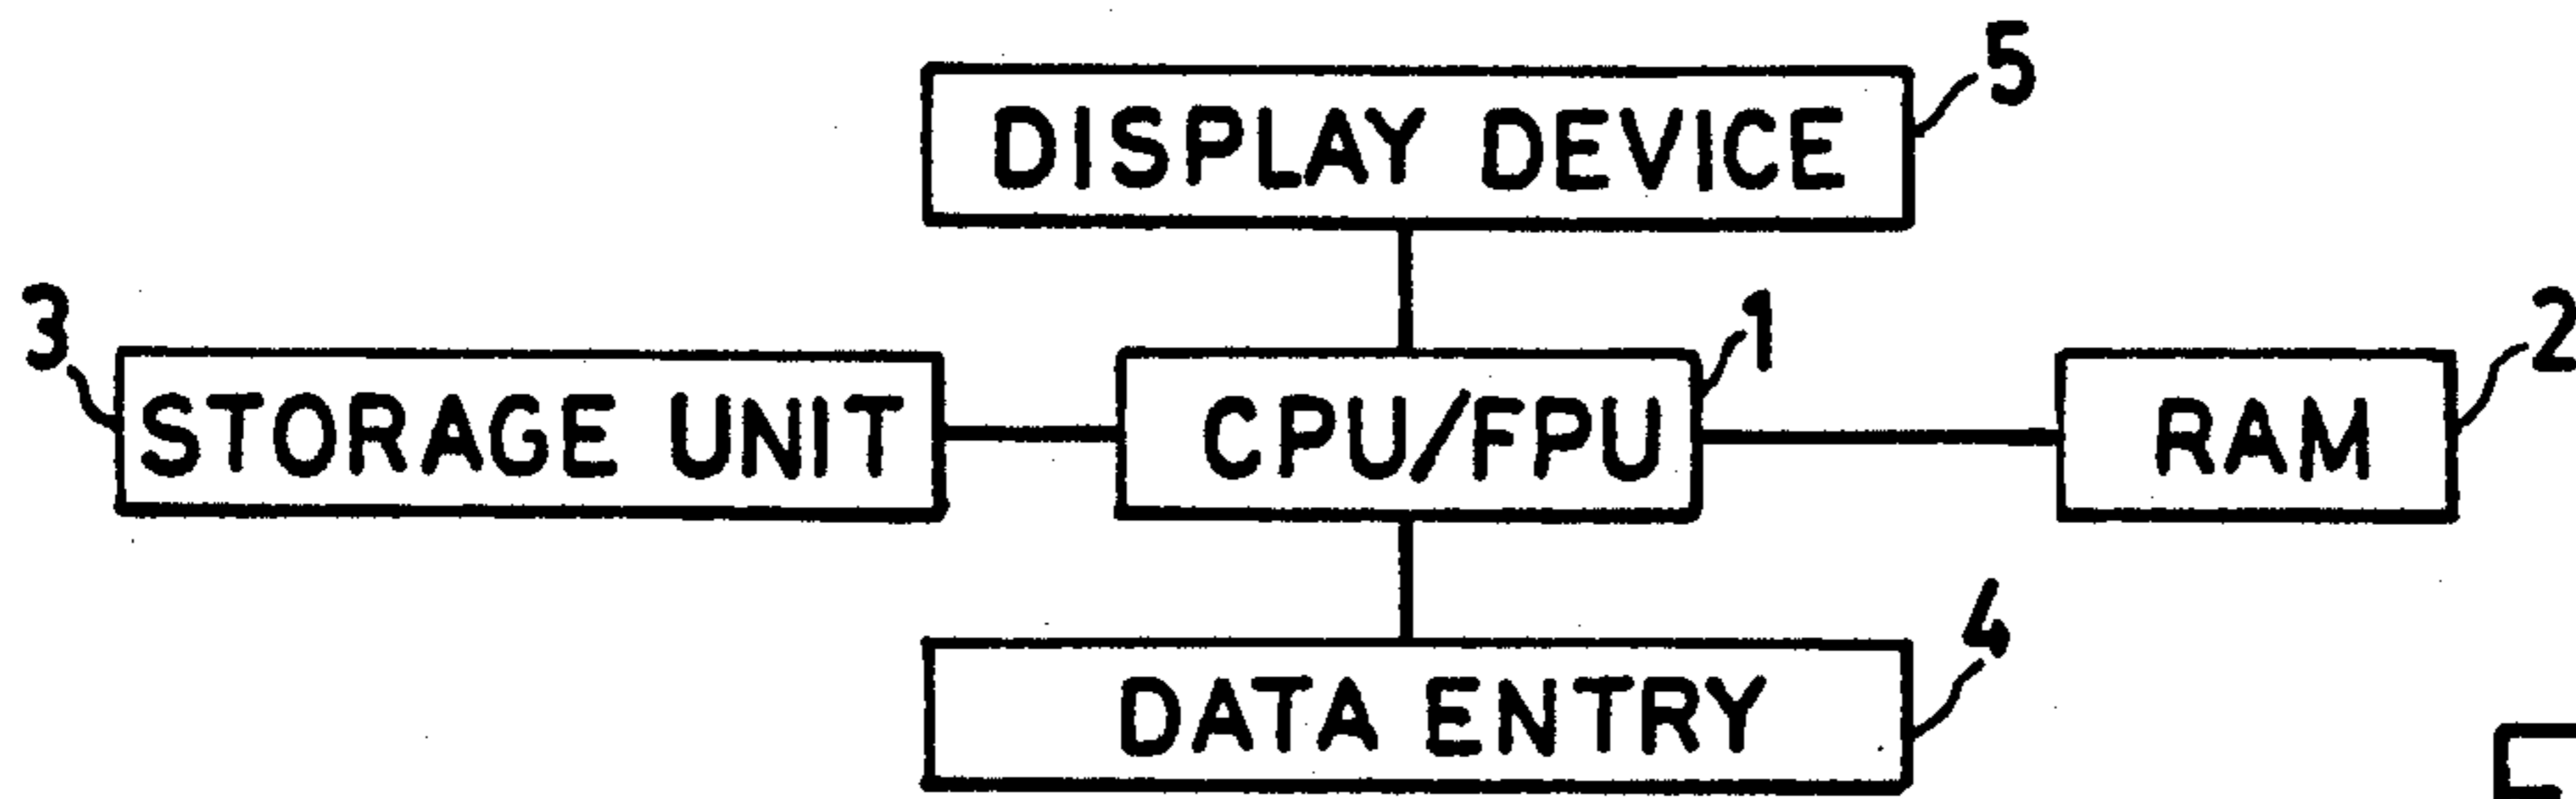 5
DISPLAY DEVICE
3
1
2
STORAGE UNIT
CPU/FPU
RAM
4
DATA ENTRY